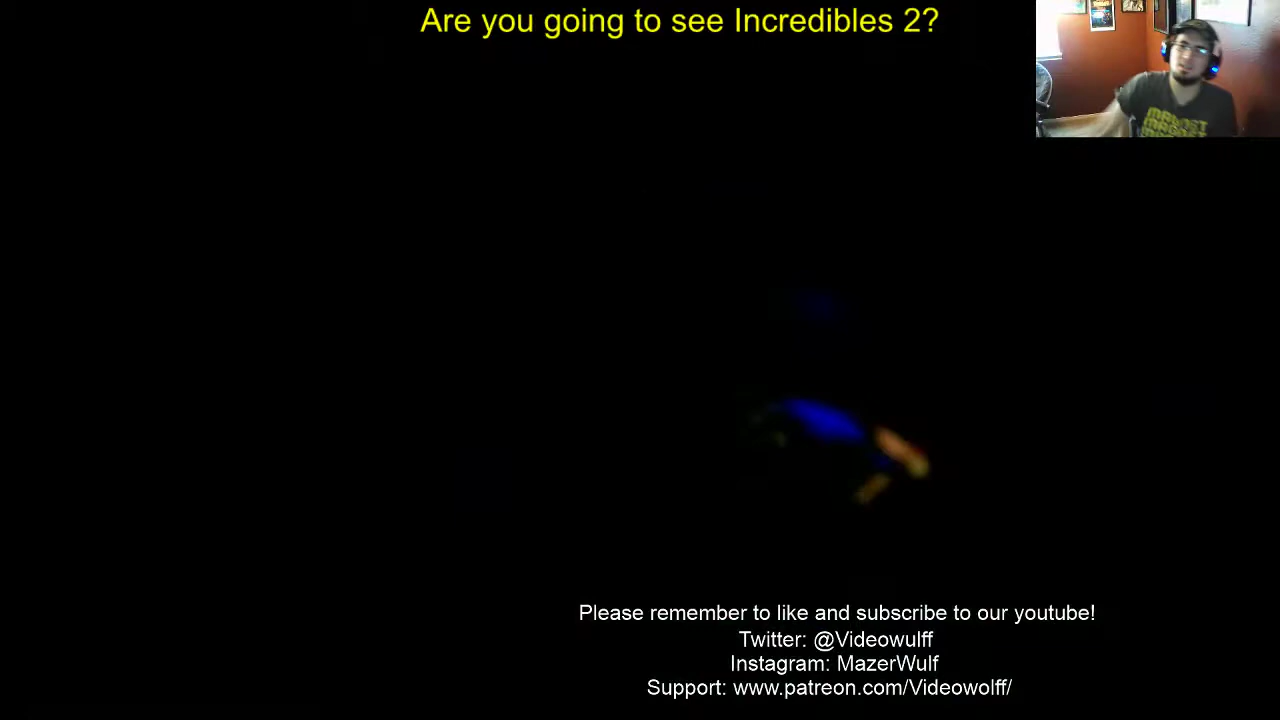 Are you going to see Incredibles 2?
Please remember to like and subscribe to our youtube!
Twitter: @Videowulff
Instagram: MazerWulf
Support: www.patreon.com/Videowolff/